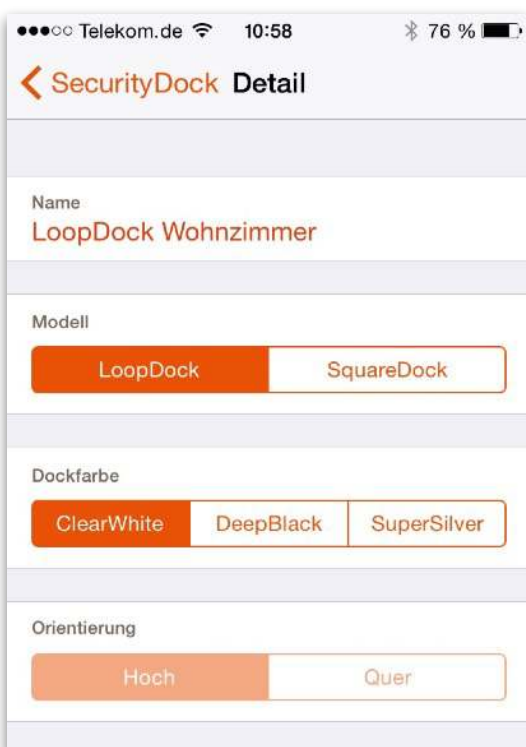 Telekom.de 10:58 76 %
SecurityDock Detail
Name
LoopDock Wohnzimmer
Modell
LoopDock SquareDock
Dockfarbe
ClearWhite DeepBlack SuperSilver
Orientierung
Hoch Quer